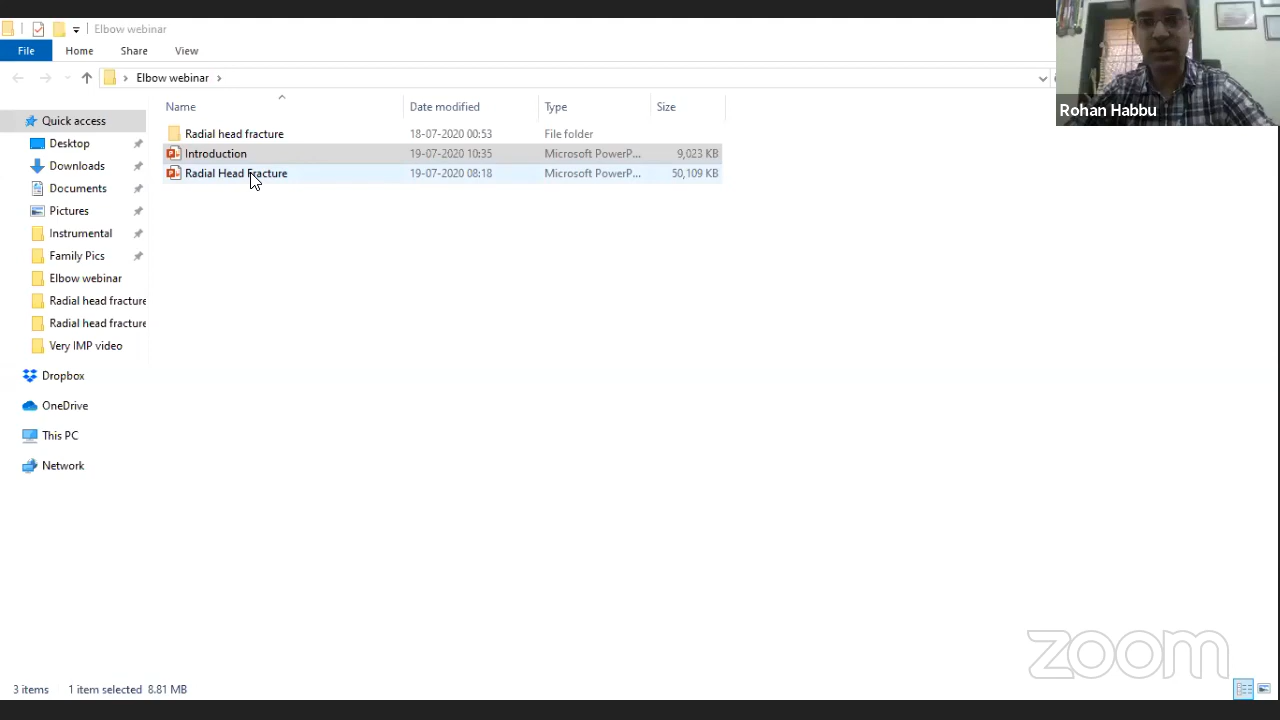 Elbow webinar
File Home Share View
Elbow webinar
Name Date modified Type Size
Quick access
Desktop
Downloads
Documents
Pictures
Instrumental
Family Pics
Elbow webinar
Radial head fracture
Radial head fracture
Very IMP video
Dropbox
OneDrive
This PC
Network
Radial head fracture 18-07-2020 00:53 File folder
Introduction 19-07-2020 10:35 Microsoft PowerP... 9,023 KB
Radial Head Fracture 19-07-2020 08:18 Microsoft PowerP... 50,109 KB
3 items 1 item selected 8.81 MB
Rohan Habbu
zoom